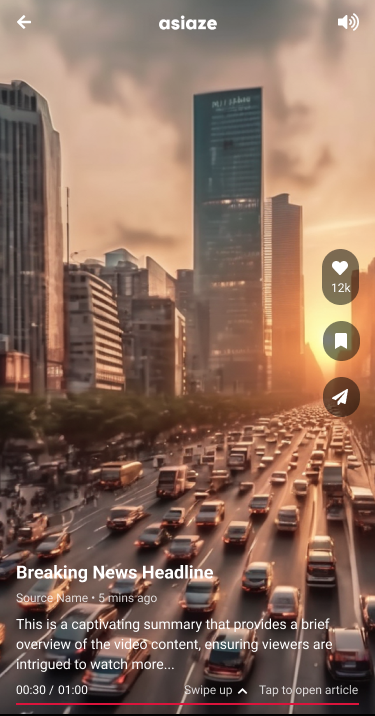 asiaze
12k
Breaking News Headline
Source Name • 5 mins ago
This is a captivating summary that provides a brief
overview of the video content, ensuring viewers are
intrigued to watch more...
00:30 / 01:00 Swipe up Tap to open article